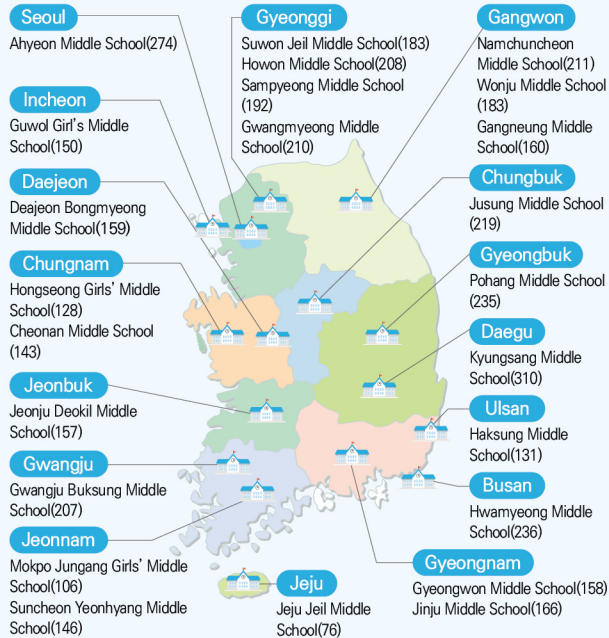 Seoul
Ahyeon Middle School(274)
Incheon
Guwol Girl's Middle
School(150)
Daejeon
Deajeon Bongmyeong
Middle School(159)
Chungnam
Hongseong Girls' Middle
School(128)
Cheonan Middle School
(143)
Jeonbuk
Jeonju Deokil Middle
School(157)
Gwangju
Gwangju Buksung Middle
School(207)
Jeonnam
Mokpo Jungang Girls' Middle
School(106)
Suncheon Yeonhyang Middle
School(146)
Gyeonggi
Suwon Jeil Middle School(183)
Howon Middle School(208)
Sampyeong Middle School
(192)
Gwangmyeong Middle
School(210)
Gangwon
Namchuncheon
Middle School(211)
Wonju Middle School
(183)
Gangneung Middle
School(160)
Chungbuk
Jusung Middle School
(219)
Gyeongbuk
Pohang Middle School
(235)
Daegu
Kyungsang Middle
School(310)
Ulsan
Haksung Middle
School(131)
Busan
Hwamyeong Middle
School(236)
Gyeongnam
Gyeongwon Middle School(158)
Jinju Middle School(166)
Jeju
Jeju Jeil Middle
School(76)